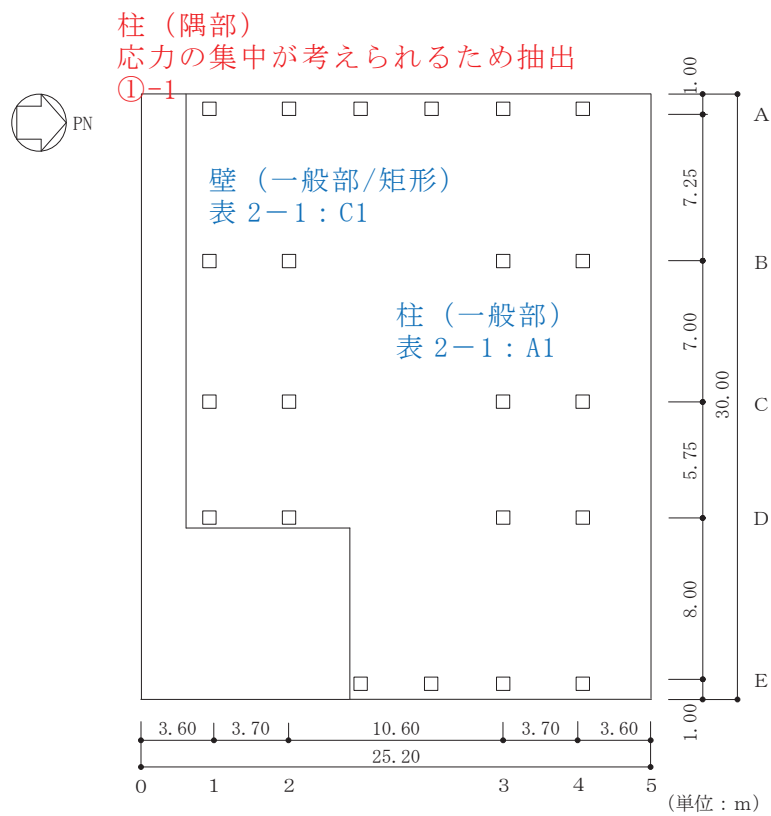 柱（隅部）
応力の集中が考えられるため抽出
①-1
PN
壁（一般部/矩形）
表 2－1：C1
柱（一般部）
表 2－1：A1
1.00
7.25
7.00
5.75
8.00
1.00
30.00
A
B
C
D
E
3.60
3.70
10.60
3.70
3.60
25.20
0
1
2
3
4
5
(単位：m)